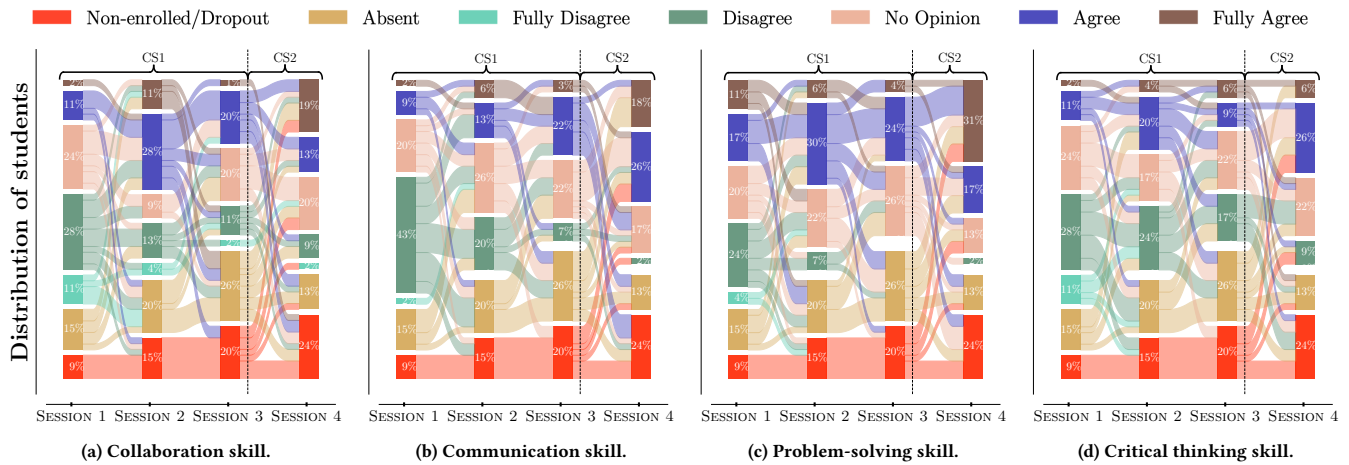 Non-enrolled/Dropout Absent Fully Disagree Disagree No Opinion Agree Fully Agree
Distribution of students
CS1 CS2
2% 11% 24% 28% 11% 15% 9%
11% 28% 9% 13% 4% 20% 15%
4% 20% 20% 11% 2% 26% 20%
19% 13% 20% 9% 2% 13% 24%
Session 1 Session 2 Session 3 Session 4
(a) Collaboration skill.
CS1 CS2
2% 9% 20% 43% 2% 15% 9%
6% 13% 26% 20% 20% 15%
3% 22% 22% 7% 26% 20%
18% 26% 17% 2% 13% 24%
Session 1 Session 2 Session 3 Session 4
(b) Communication skill.
CS1 CS2
11% 17% 20% 24% 4% 15% 9%
6% 30% 22% 7% 20% 15%
4% 24% 26% 26% 20%
31% 17% 13% 2% 13% 24%
Session 1 Session 2 Session 3 Session 4
(c) Problem-solving skill.
CS1 CS2
2% 11% 24% 28% 11% 15% 9%
4% 20% 17% 24% 20% 15%
6% 9% 22% 17% 26% 20%
6% 26% 22% 9% 13% 24%
Session 1 Session 2 Session 3 Session 4
(d) Critical thinking skill.